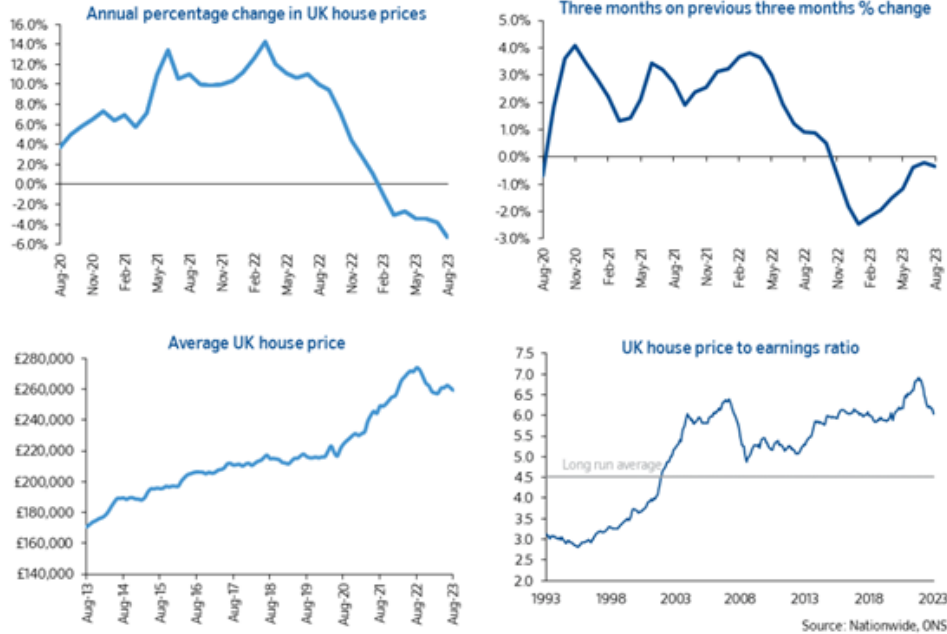 Annual percentage change in UK house prices
16.0%
14.0%
12.0%
10.0%
8.0%
6.0%
4.0%
2.0%
0.0%
-2.0%
-4.0%
-6.0%
Aug-20
Nov-20
Feb-21
May-21
Aug-21
Nov-21
Feb-22
May-22
Aug-22
Nov-22
Feb-23
May-23
Aug-23
Three months on previous three months % change
5.0%
4.0%
3.0%
2.0%
1.0%
0.0%
-1.0%
-2.0%
-3.0%
Aug-20
Nov-20
Feb-21
May-21
Aug-21
Nov-21
Feb-22
May-22
Aug-22
Nov-22
Feb-23
May-23
Aug-23
Average UK house price
£280,000
£260,000
£240,000
£220,000
£200,000
£180,000
£160,000
£140,000
Aug-13
Aug-14
Aug-15
Aug-16
Aug-17
Aug-18
Aug-19
Aug-20
Aug-21
Aug-22
Aug-23
UK house price to earnings ratio
7.5
7.0
6.5
6.0
5.5
5.0
4.5
4.0
3.5
3.0
2.5
2.0
Long run average
1993
1998
2003
2008
2013
2018
2023
Source: Nationwide, ONS